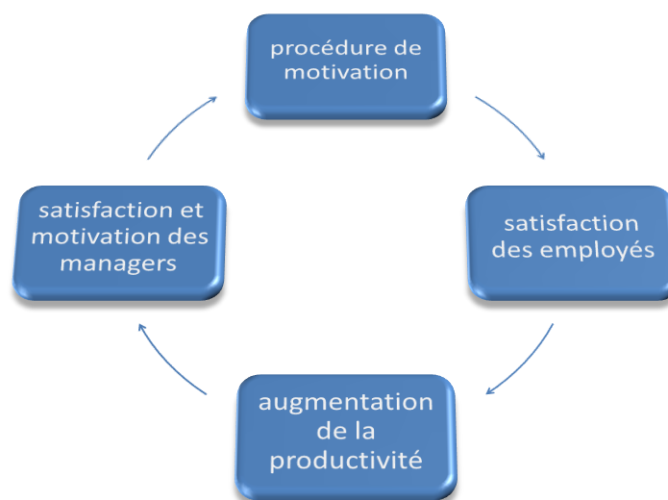 procédure de
motivation
satisfaction
des employés
augmentation
de la
productivité
satisfaction et
motivation des
managers